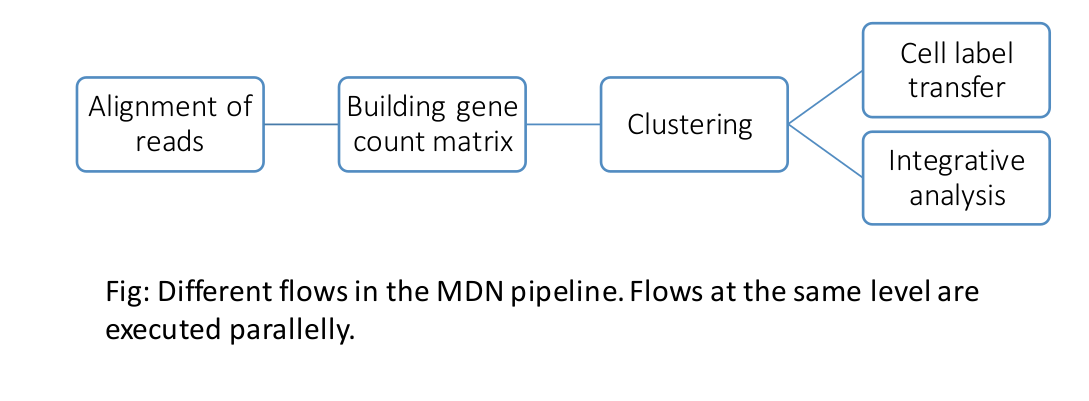 Alignment of
reads
Building gene
count matrix
Clustering
Cell label
transfer
Integrative
analysis
Fig: Different flows in the MDN pipeline. Flows at the same level are
executed parallelly.